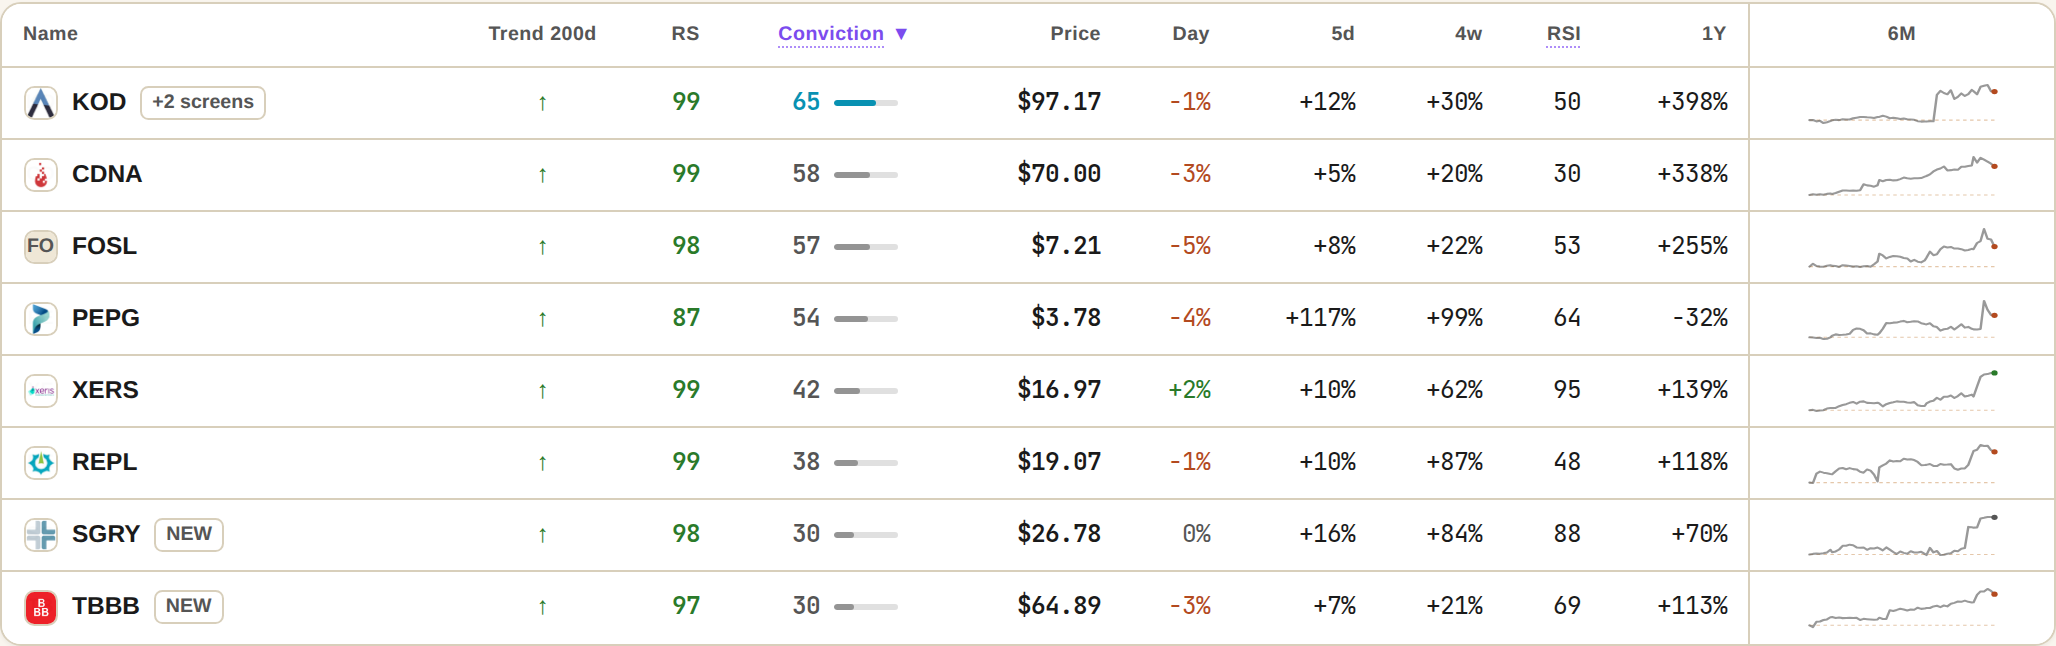 Name Trend 200d RS Conviction ▼ Price Day 5d 4w RSI 1Y 6M
KOD +2 screens ↑ 99 65 $97.17 -1% +12% +30% 50 +398%
CDNA ↑ 99 58 $70.00 -3% +5% +20% 30 +338%
FO FOSL ↑ 98 57 $7.21 -5% +8% +22% 53 +255%
PEPG ↑ 87 54 $3.78 -4% +117% +99% 64 -32%
xeris XERS ↑ 99 42 $16.97 +2% +10% +62% 95 +139%
REPL ↑ 99 38 $19.07 -1% +10% +87% 48 +118%
SGRY NEW ↑ 98 30 $26.78 0% +16% +84% 88 +70%
B BB TBBB NEW ↑ 97 30 $64.89 -3% +7% +21% 69 +113%